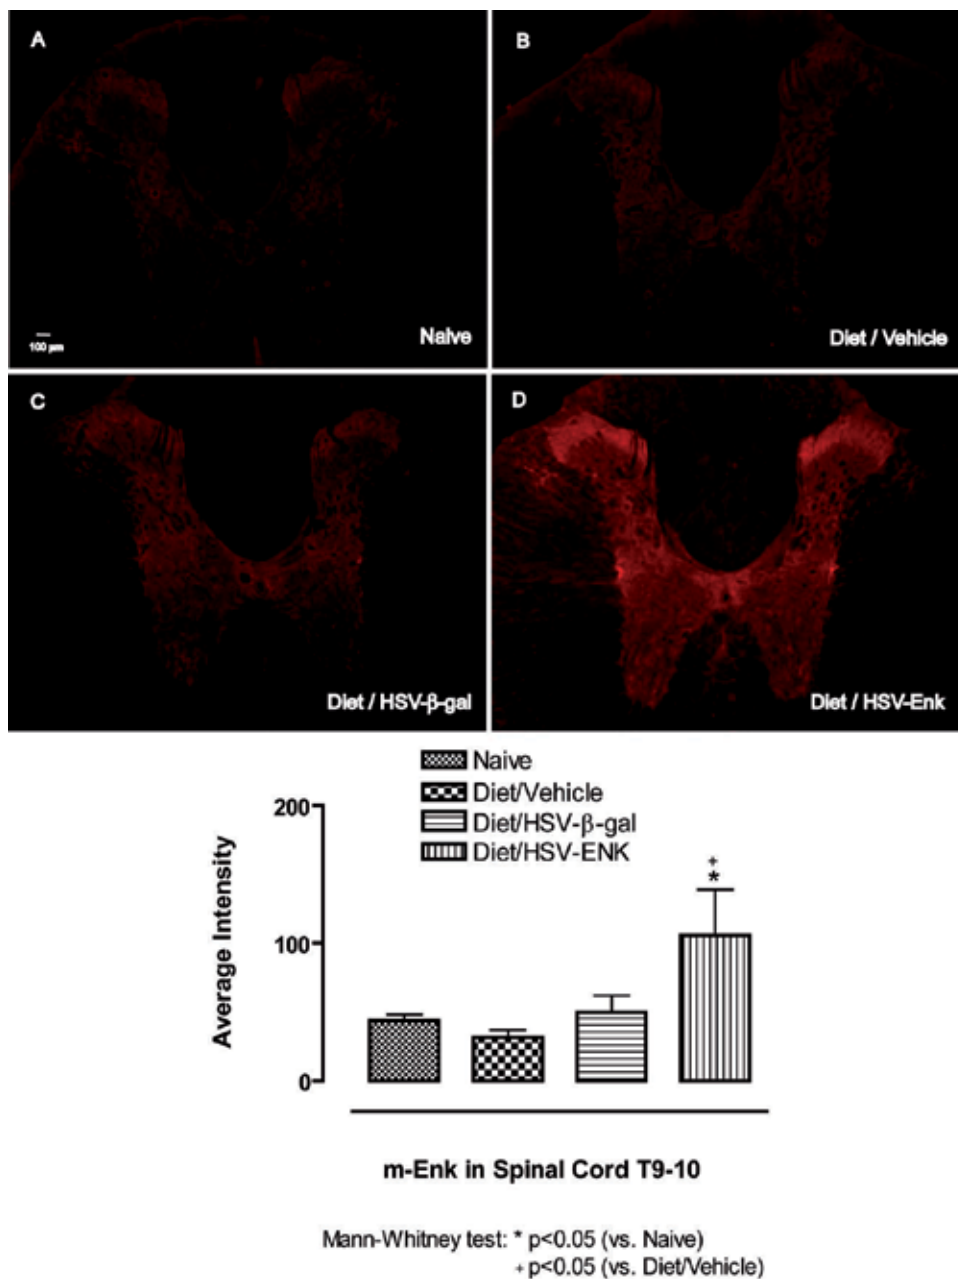 A
B
100 µm
Naive
Diet / Vehicle
C
D
Diet / HSV-β-gal
Diet / HSV-Enk
Naive
Diet/Vehicle
Diet/HSV-β-gal
Diet/HSV-ENK
200
100
0
Average Intensity
+
*
m-Enk in Spinal Cord T9-10
Mann-Whitney test: * p<0.05 (vs. Naive)
+ p<0.05 (vs. Diet/Vehicle)